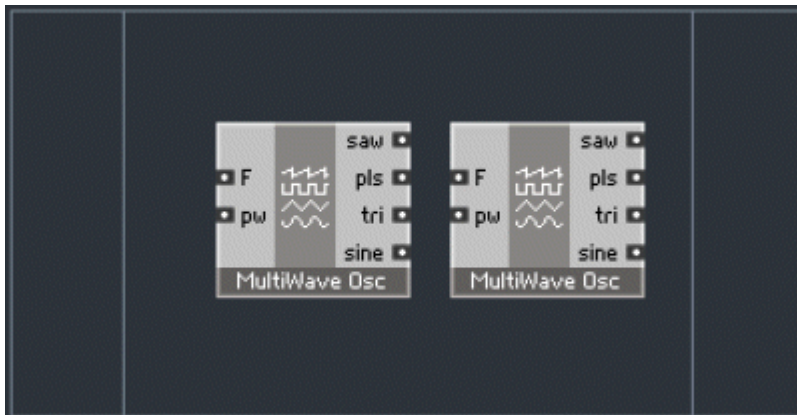 saw saw
F pls F pls
pw tri pw tri
sine sine
MultiWave Osc MultiWave Osc